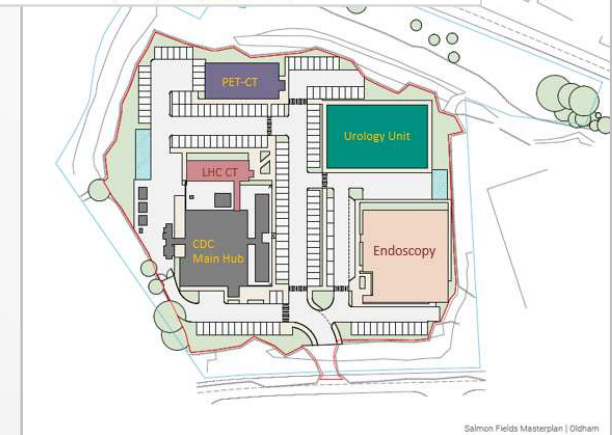 PET-CT
Urology Unit
LHC CT
CDC
Main Hub
Endoscopy
Salmon Fields Masterplan | Oldham